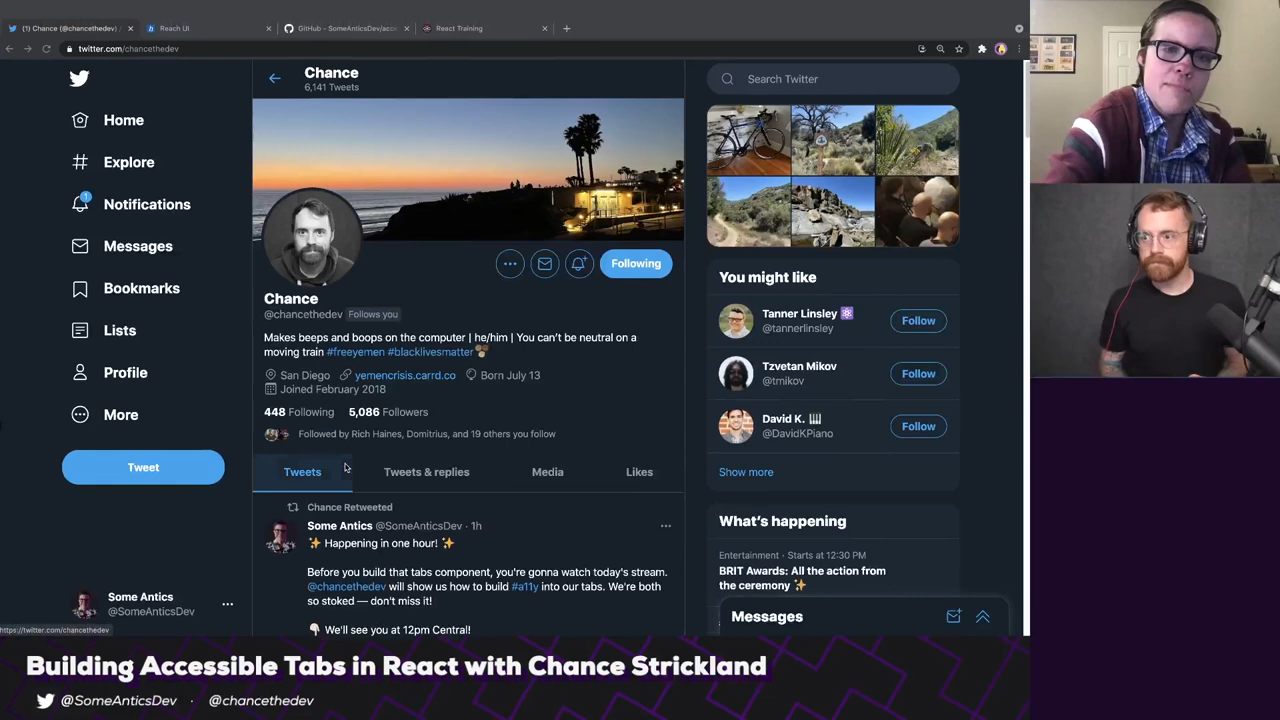 (1) Chance (@chancethedev) /
Reach UI
GitHub - SomeAnticsDev/acc
React Training
twitter.com/chancethedev
Home
Explore
1
Notifications
Messages
Bookmarks
Lists
Profile
More
Tweet
Some Antics
@SomeAnticsDev
https://twitter.com/chancethedev
Chance
6,141 Tweets
Following
Chance
@chancethedev Follows you
Makes beeps and boops on the computer | he/him | You can't be neutral on a
moving train #freeyemen #blacklivesmatter✊🏽
San Diego yemencrisis.carrd.co Born July 13
Joined February 2018
448 Following 5,086 Followers
Followed by Rich Haines, Domitrius, and 19 others you follow
Tweets Tweets & replies Media Likes
Chance Retweeted
Some Antics @SomeAnticsDev · 1h
✨ Happening in one hour! ✨
Before you build that tabs component, you're gonna watch today's stream.
@chancethedev will show us how to build #a11y into our tabs. We're both
so stoked — don't miss it!
👇🏻 We'll see you at 12pm Central!
Search Twitter
You might like
Tanner Linsley ⚛️
@tannerlinsley
Follow
Tzvetan Mikov
@tmikov
Follow
David K. 🎹
@DavidKPiano
Follow
Show more
What's happening
Entertainment · Starts at 12:30 PM
BRIT Awards: All the action from
the ceremony ✨
Messages
Building Accessible Tabs in React with Chance Strickland
@SomeAnticsDev · @chancethedev